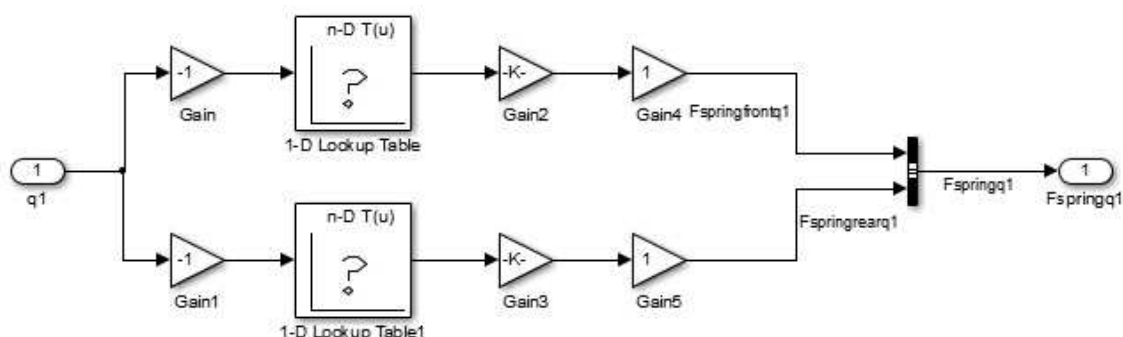 n-D T(u)
-1
Gain
1-D Lookup Table
-K-
Gain2
1
Gain4
Fspringfrontq1
1
q1
Fspringq1
1
Fspringq1
n-D T(u)
Fspringrearq1
-1
Gain1
1-D Lookup Table1
-K-
Gain3
1
Gain5